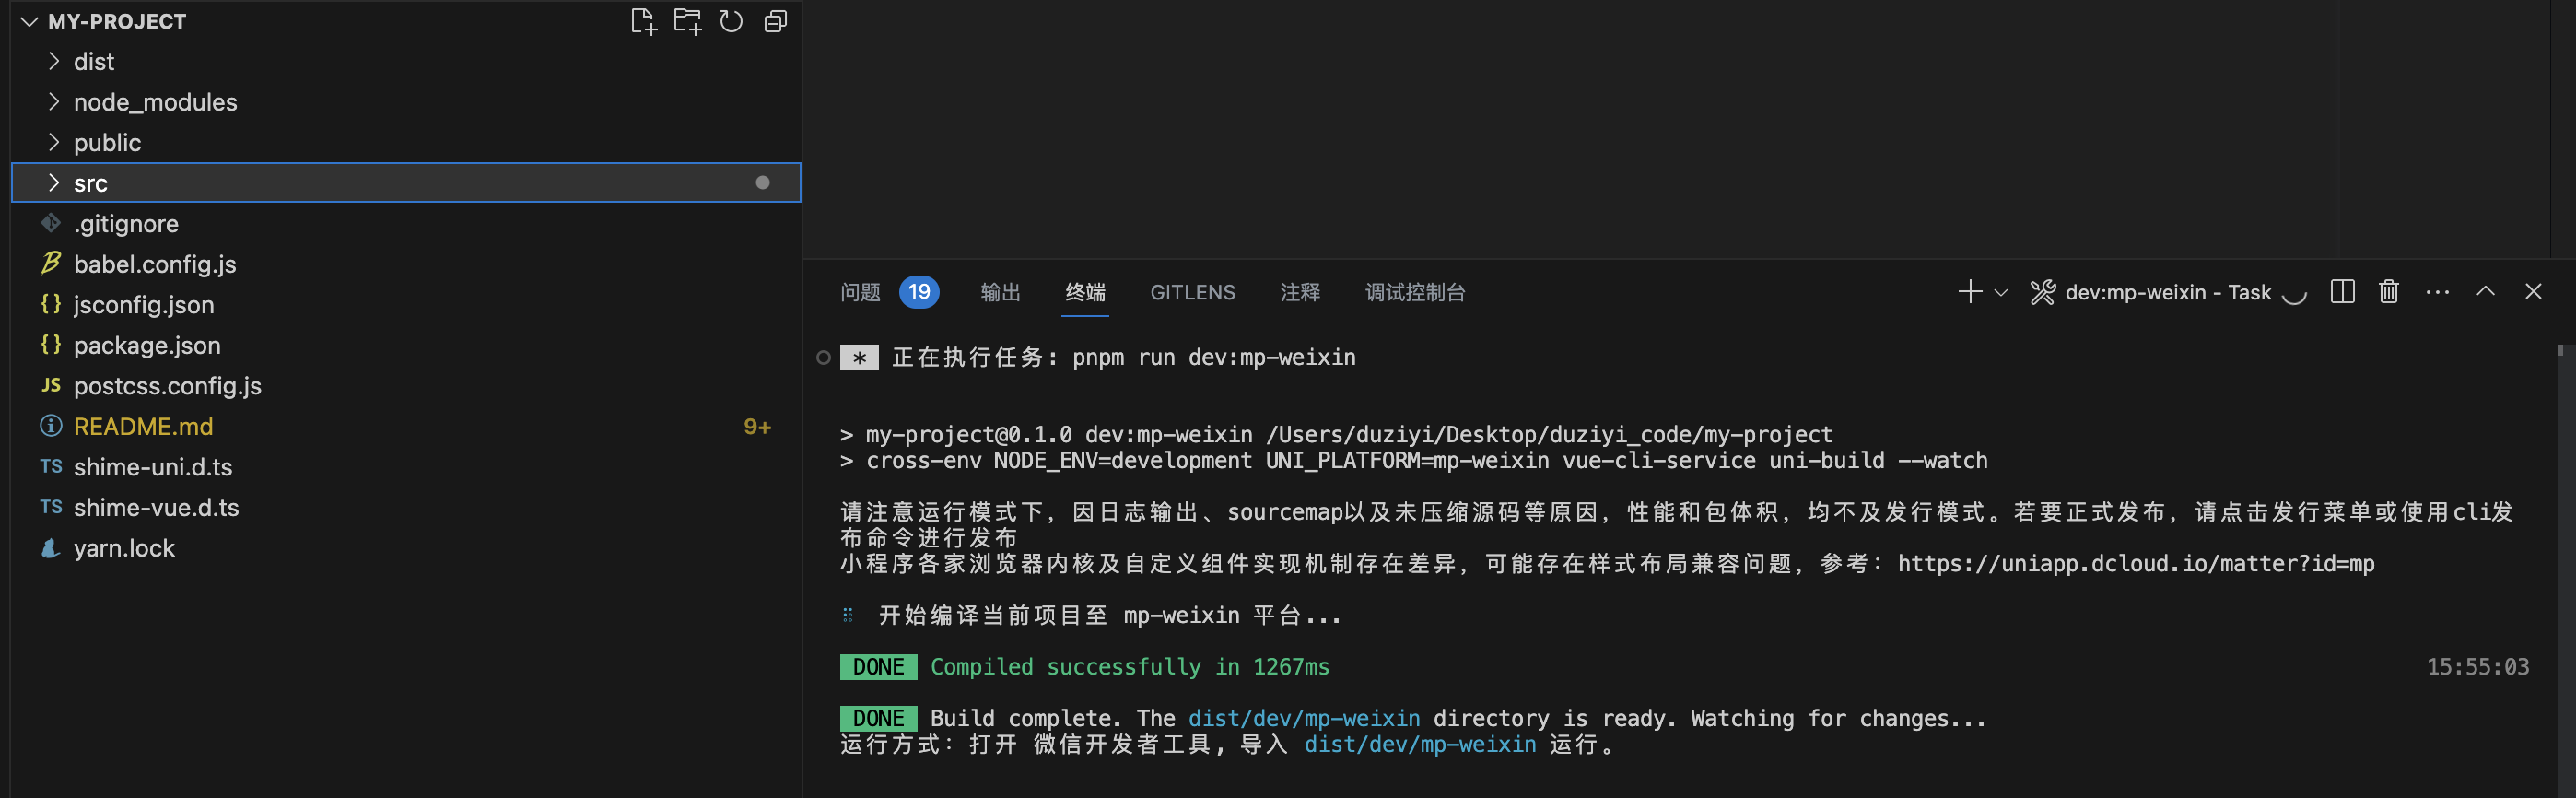 MY-PROJECT
dist
node_modules
public
src
.gitignore
babel.config.js
jsconfig.json
package.json
postcss.config.js
README.md 9+
shime-uni.d.ts
shime-vue.d.ts
yarn.lock
问题 19 输出 终端 GITLENS 注释 调试控制台 dev:mp-weixin - Task
* 正在执行任务: pnpm run dev:mp-weixin
> my-project@0.1.0 dev:mp-weixin /Users/duziyi/Desktop/duziyi_code/my-project
> cross-env NODE_ENV=development UNI_PLATFORM=mp-weixin vue-cli-service uni-build --watch
请注意运行模式下，因日志输出、sourcemap以及未压缩源码等原因，性能和包体积，均不及发行模式。若要正式发布，请点击发行菜单或使用cli发
布命令进行发布
小程序各家浏览器内核及自定义组件实现机制存在差异，可能存在样式布局兼容问题，参考：https://uniapp.dcloud.io/matter?id=mp
开始编译当前项目至 mp-weixin 平台...
DONE Compiled successfully in 1267ms 15:55:03
DONE Build complete. The dist/dev/mp-weixin directory is ready. Watching for changes...
运行方式：打开 微信开发者工具, 导入 dist/dev/mp-weixin 运行。